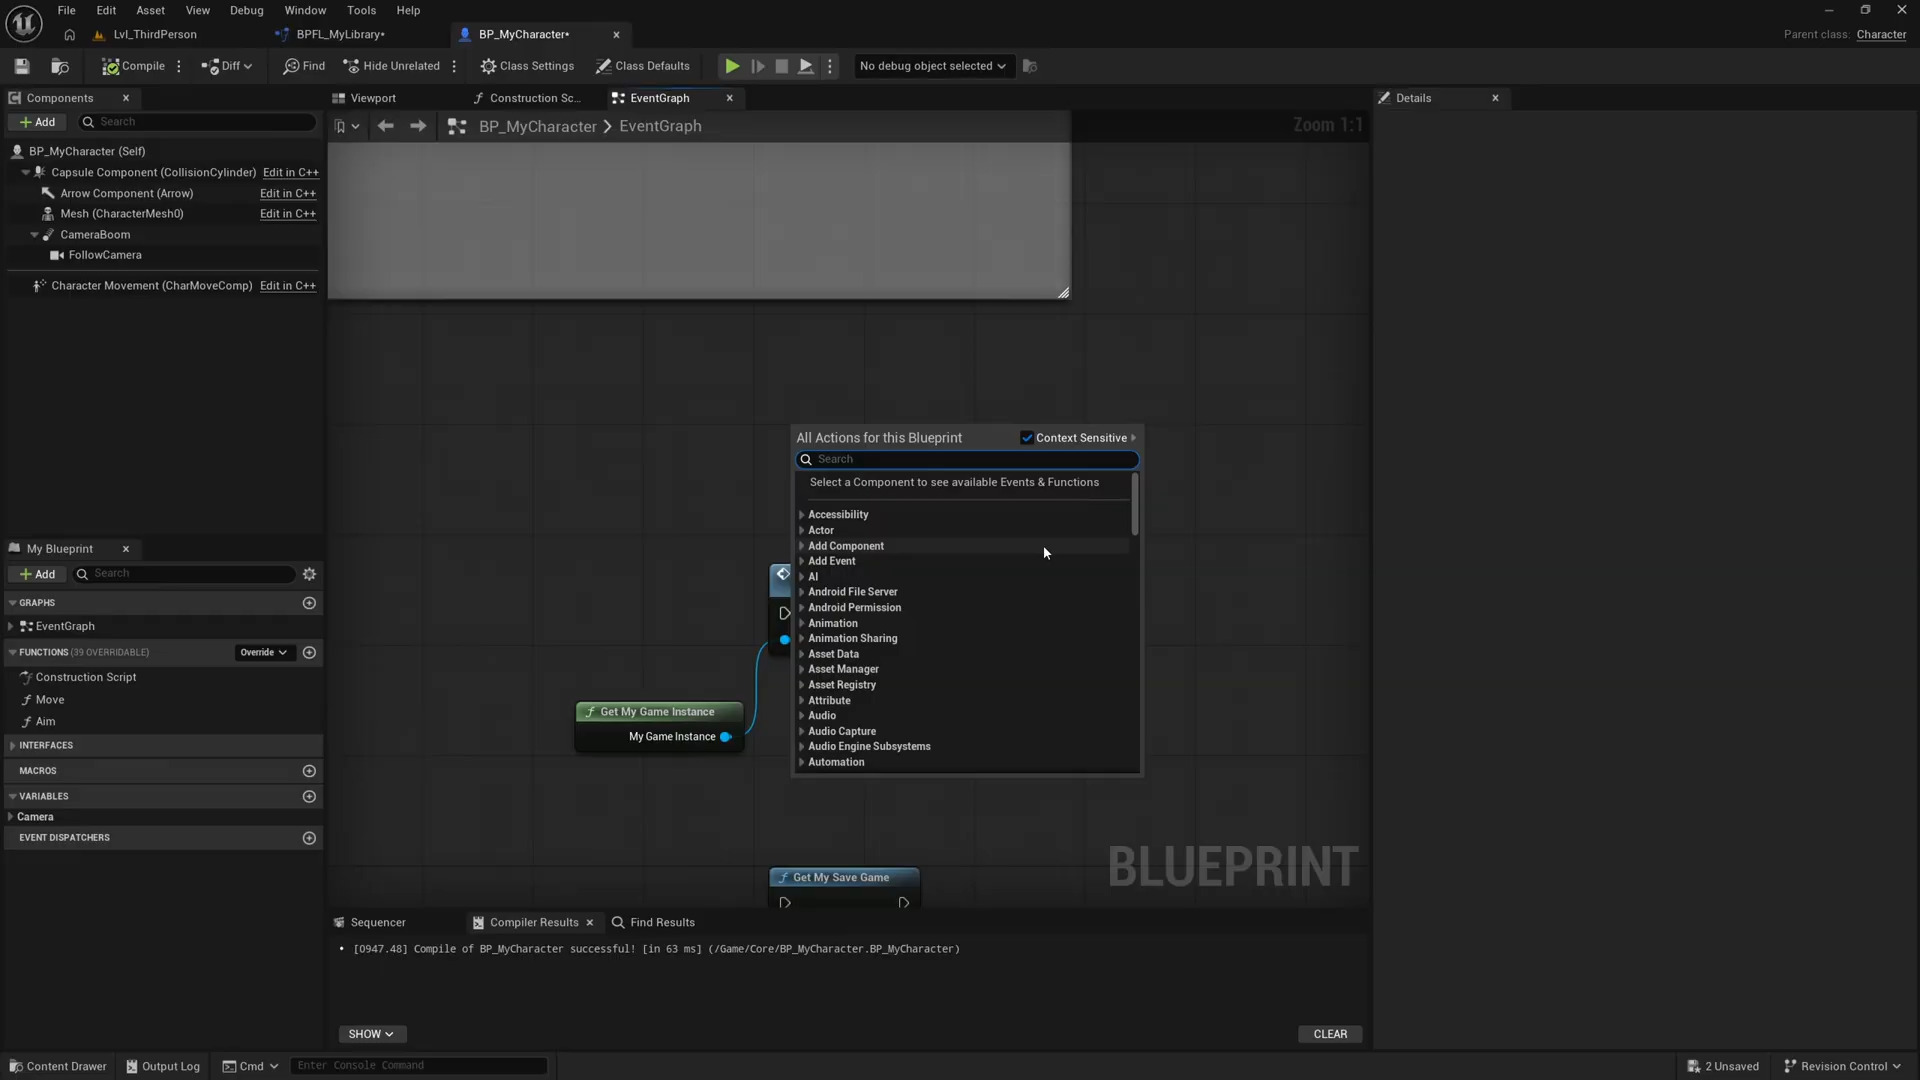 File Edit Asset View Debug Window Tools Help
Lvl_ThirdPerson BPFL_MyLibrary* BP_MyCharacter*
Parent class: Character
Compile Diff Find Hide Unrelated Class Settings Class Defaults No debug object selected
Components
Add Search
BP_MyCharacter (Self)
Capsule Component (CollisionCylinder) Edit in C++
Arrow Component (Arrow) Edit in C++
Mesh (CharacterMesh0) Edit in C++
CameraBoom
FollowCamera
Character Movement (CharMoveComp) Edit in C++
My Blueprint
Add Search
GRAPHS
EventGraph
FUNCTIONS (39 OVERRIDABLE) Override
Construction Script
Move
Aim
INTERFACES
MACROS
VARIABLES
Camera
EVENT DISPATCHERS
Viewport Construction Sc... EventGraph
BP_MyCharacter > EventGraph
Zoom 1:1
All Actions for this Blueprint Context Sensitive
Search
Select a Component to see available Events & Functions
Accessibility
Actor
Add Component
Add Event
AI
Android File Server
Android Permission
Animation
Animation Sharing
Asset Data
Asset Manager
Asset Registry
Attribute
Audio
Audio Capture
Audio Engine Subsystems
Automation
Get My Game Instance
My Game Instance
Get My Save Game
BLUEPRINT
Sequencer Compiler Results Find Results
[0947.48] Compile of BP_MyCharacter successful! [in 63 ms] (/Game/Core/BP_MyCharacter.BP_MyCharacter)
SHOW
CLEAR
Details
Content Drawer Output Log Cmd Enter Console Command
2 Unsaved Revision Control